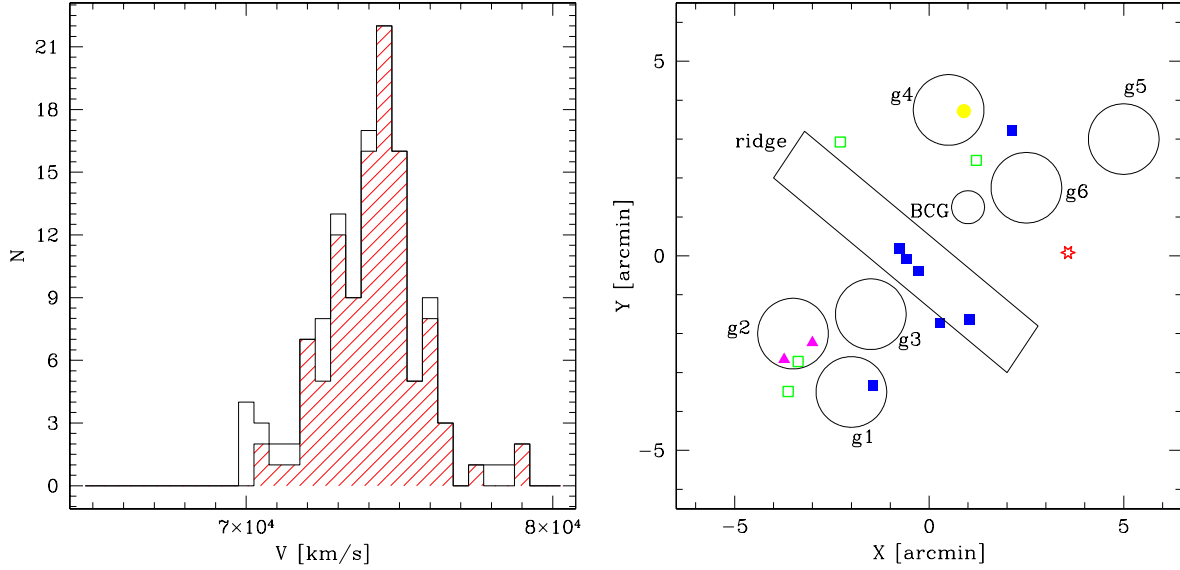 21
18
15
12
9
6
3
0
N
7×10⁴
8×10⁴
V [km/s]
5
0
−5
Y [arcmin]
g4
g5
ridge
g6
BCG
g2
g3
g1
−5
0
5
X [arcmin]